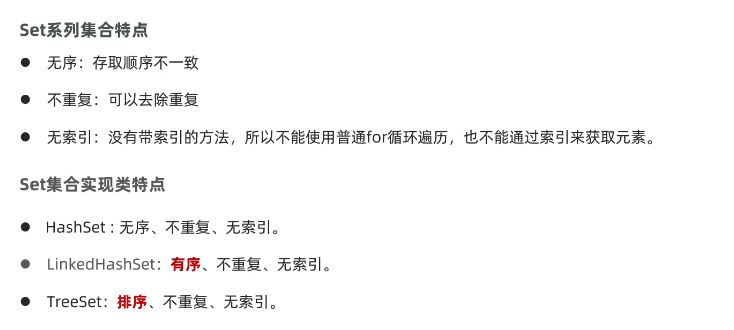 Set系列集合特点
● 无序：存取顺序不一致
● 不重复：可以去除重复
● 无索引：没有带索引的方法，所以不能使用普通for循环遍历，也不能通过索引来获取元素。
Set集合实现类特点
● HashSet : 无序、不重复、无索引。
● LinkedHashSet：有序、不重复、无索引。
● TreeSet：排序、不重复、无索引。